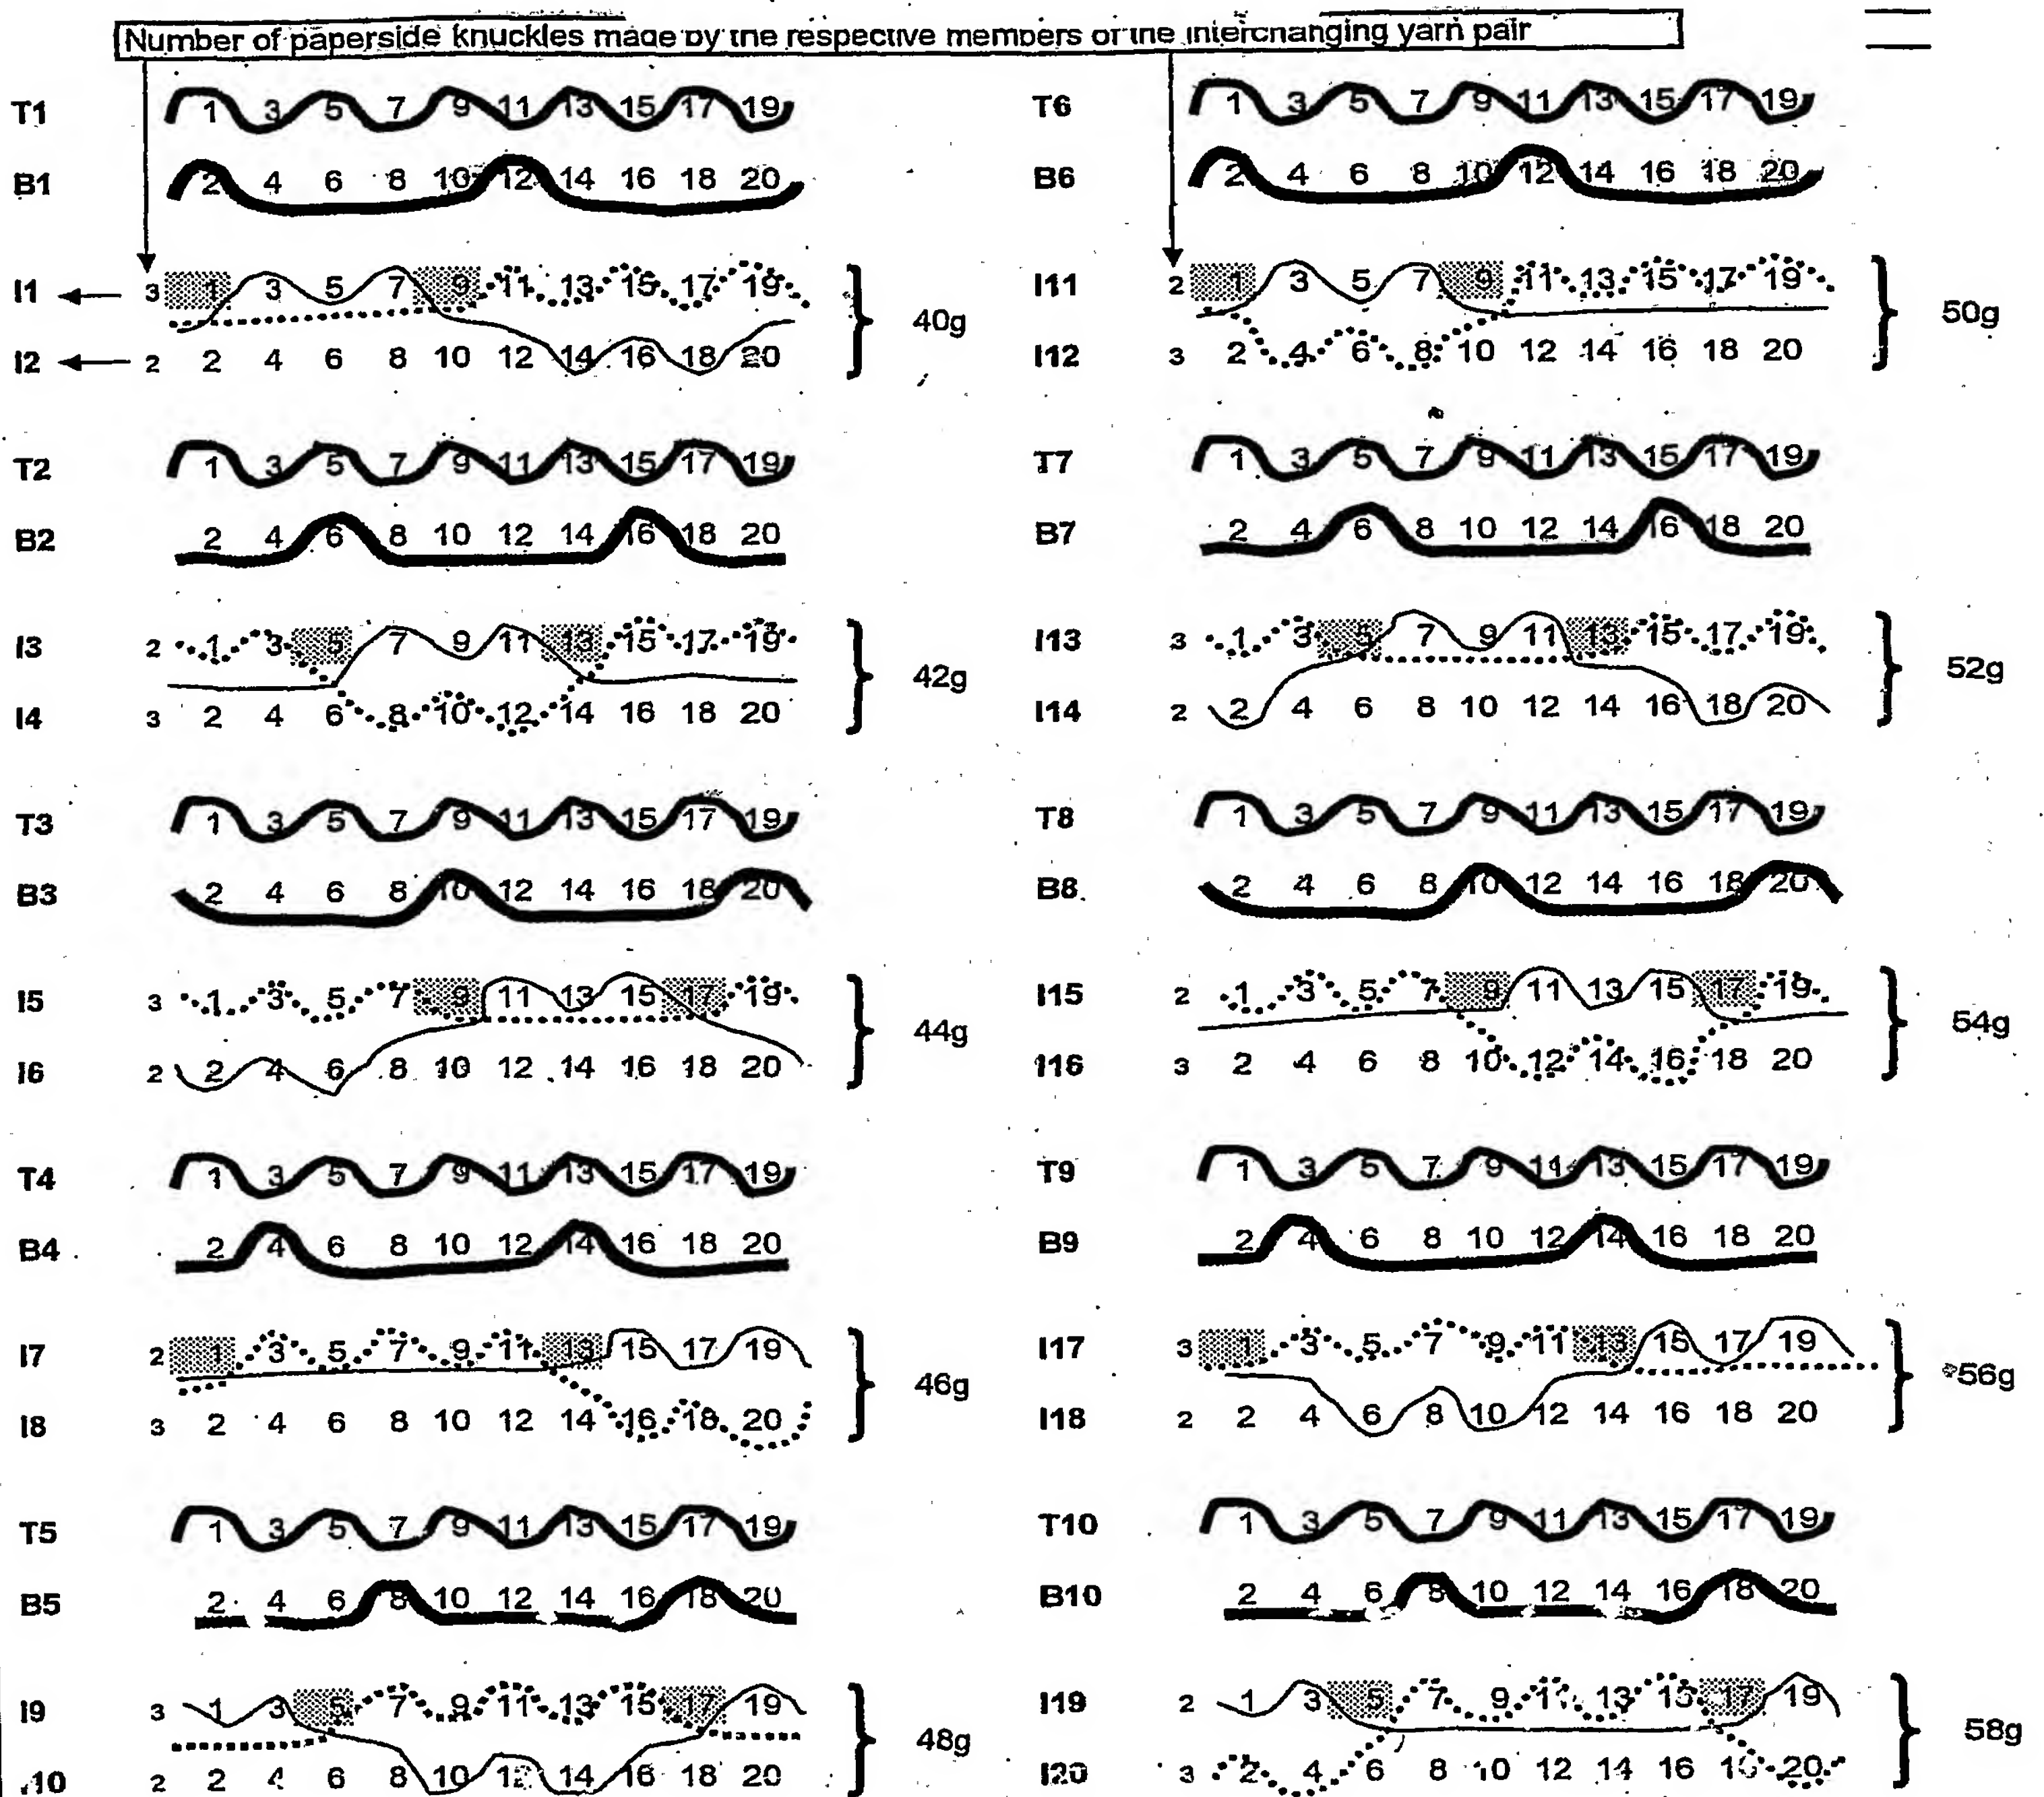 Number of paperside knuckles made by the respective members of the interchanging yarn pair
T1 1 3 5 7 9 11 13 15 17 19
B1 2 4 6 8 10 12 14 16 18 20
I1 3 1 3 5 7 9 11 13 15 17 19
I2 2 2 4 6 8 10 12 14 16 18 20
40g
T2 1 3 5 7 9 11 13 15 17 19
B2 2 4 6 8 10 12 14 16 18 20
I3 2 1 3 5 7 9 11 13 15 17 19
I4 3 2 4 6 8 10 12 14 16 18 20
42g
T3 1 3 5 7 9 11 13 15 17 19
B3 2 4 6 8 10 12 14 16 18 20
I5 3 1 3 5 7 9 11 13 15 17 19
I6 2 2 4 6 8 10 12 14 16 18 20
44g
T4 1 3 5 7 9 11 13 15 17 19
B4 2 4 6 8 10 12 14 16 18 20
I7 2 1 3 5 7 9 11 13 15 17 19
I8 3 2 4 6 8 10 12 14 16 18 20
46g
T5 1 3 5 7 9 11 13 15 17 19
B5 2 4 6 8 10 12 14 16 18 20
I9 3 1 3 5 7 9 11 13 15 17 19
10 2 2 4 6 8 10 12 14 16 18 20
48g
T6 1 3 5 7 9 11 13 15 17 19
B6 2 4 6 8 10 12 14 16 18 20
I11 2 1 3 5 7 9 11 13 15 17 19
I12 3 2 4 6 8 10 12 14 16 18 20
50g
T7 1 3 5 7 9 11 13 15 17 19
B7 2 4 6 8 10 12 14 16 18 20
I13 3 1 3 5 7 9 11 13 15 17 19
I14 2 2 4 6 8 10 12 14 16 18 20
52g
T8 1 3 5 7 9 11 13 15 17 19
B8 2 4 6 8 10 12 14 16 18 20
I15 2 1 3 5 7 9 11 13 15 17 19
I16 3 2 4 6 8 10 12 14 16 18 20
54g
T9 1 3 5 7 9 11 13 15 17 19
B9 2 4 6 8 10 12 14 16 18 20
I17 3 1 3 5 7 9 11 13 15 17 19
I18 2 2 4 6 8 10 12 14 16 18 20
56g
T10 1 3 5 7 9 11 13 15 17 19
B10 2 4 6 8 10 12 14 16 18 20
I19 2 1 3 5 7 9 11 13 15 17 19
I20 3 2 4 6 8 10 12 14 16 18 20
58g